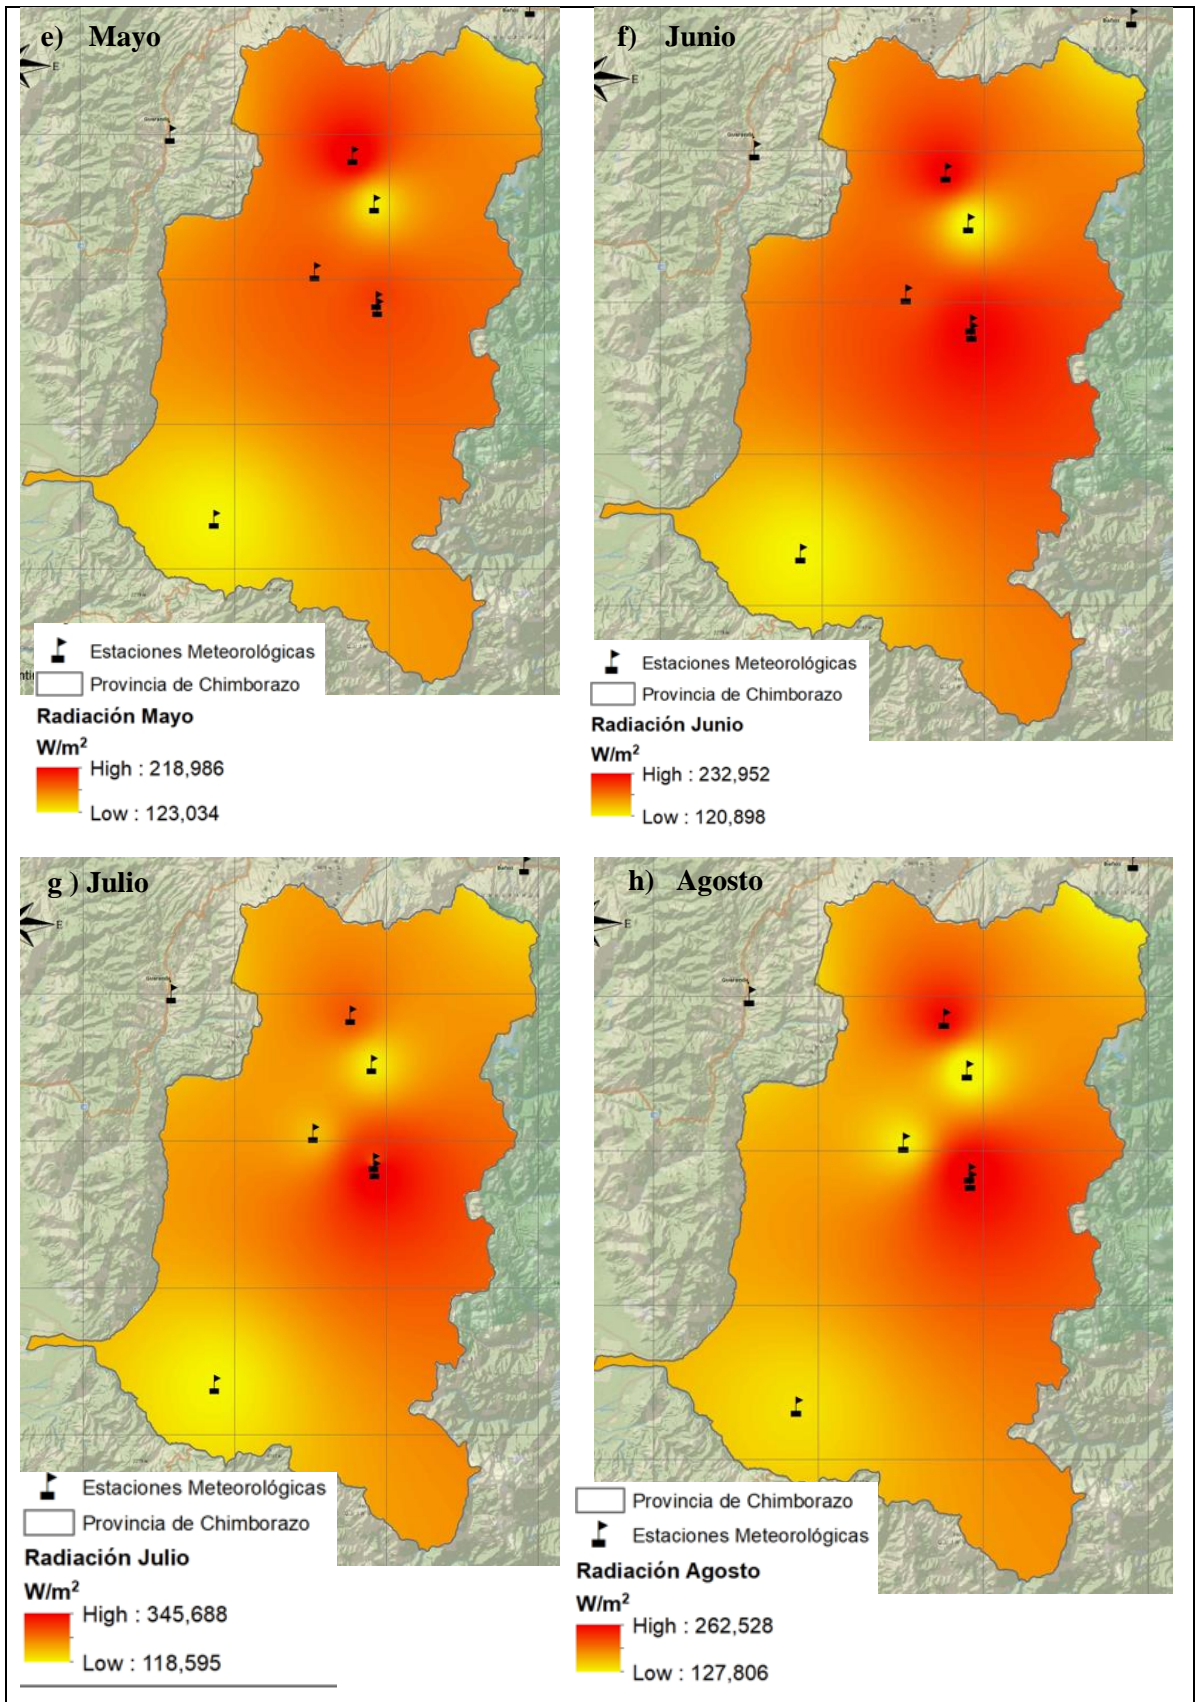 e) Mayo
E
Estaciones Meteorológicas
Provincia de Chimborazo
Radiación Mayo
W/m²
High : 218,986
Low : 123,034
f) Junio
E
Estaciones Meteorológicas
Provincia de Chimborazo
Radiación Junio
W/m²
High : 232,952
Low : 120,898
g ) Julio
E
Estaciones Meteorológicas
Provincia de Chimborazo
Radiación Julio
W/m²
High : 345,688
Low : 118,595
h) Agosto
E
Provincia de Chimborazo
Estaciones Meteorológicas
Radiación Agosto
W/m²
High : 262,528
Low : 127,806